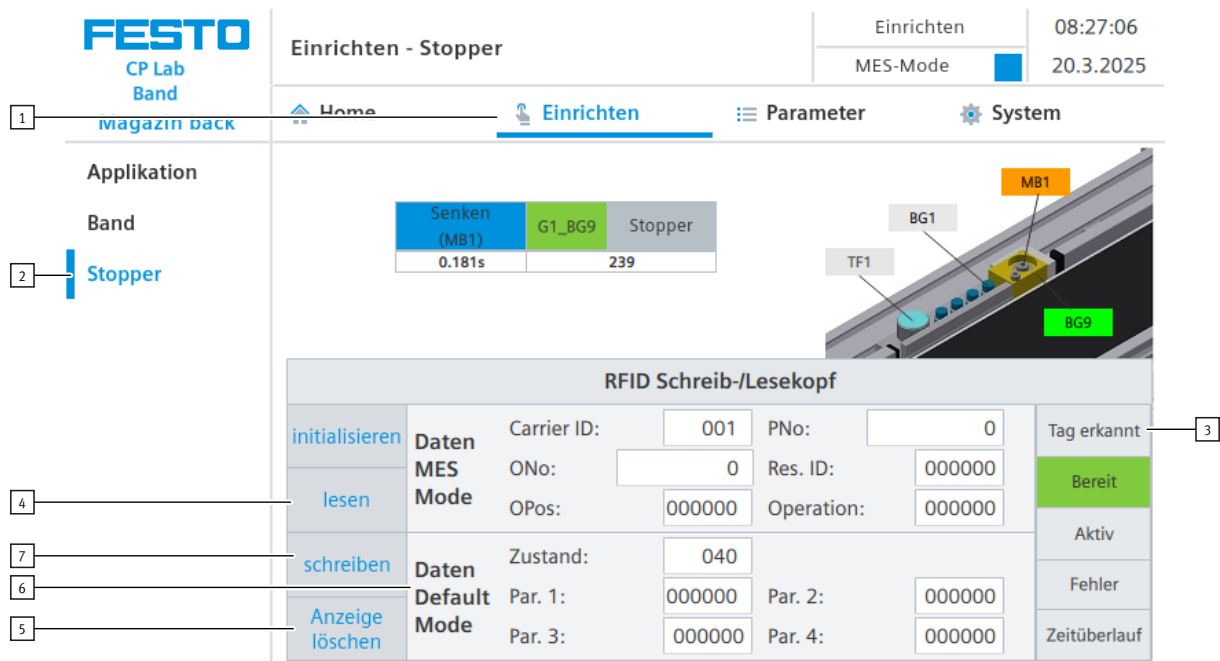 FESTO
CP Lab
Band
Magazin back
Einrichten - Stopper
Einrichten
08:27:06
MES-Mode
20.3.2025
1
Home
Einrichten
Parameter
System
Applikation
Band
2
Stopper
Senken
(MB1)
G1_BG9
Stopper
0.181s
239
MB1
BG1
TF1
BG9
RFID Schreib-/Lesekopf
initialisieren
lesen
schreiben
Anzeige
löschen
4
7
6
5
Daten
MES
Mode
Carrier ID: 001 PNo: 0
ONo: 0 Res. ID: 000000
OPos: 000000 Operation: 000000
Daten
Default
Mode
Zustand: 040
Par. 1: 000000 Par. 2: 000000
Par. 3: 000000 Par. 4: 000000
Tag erkannt
3
Bereit
Aktiv
Fehler
Zeitüberlauf